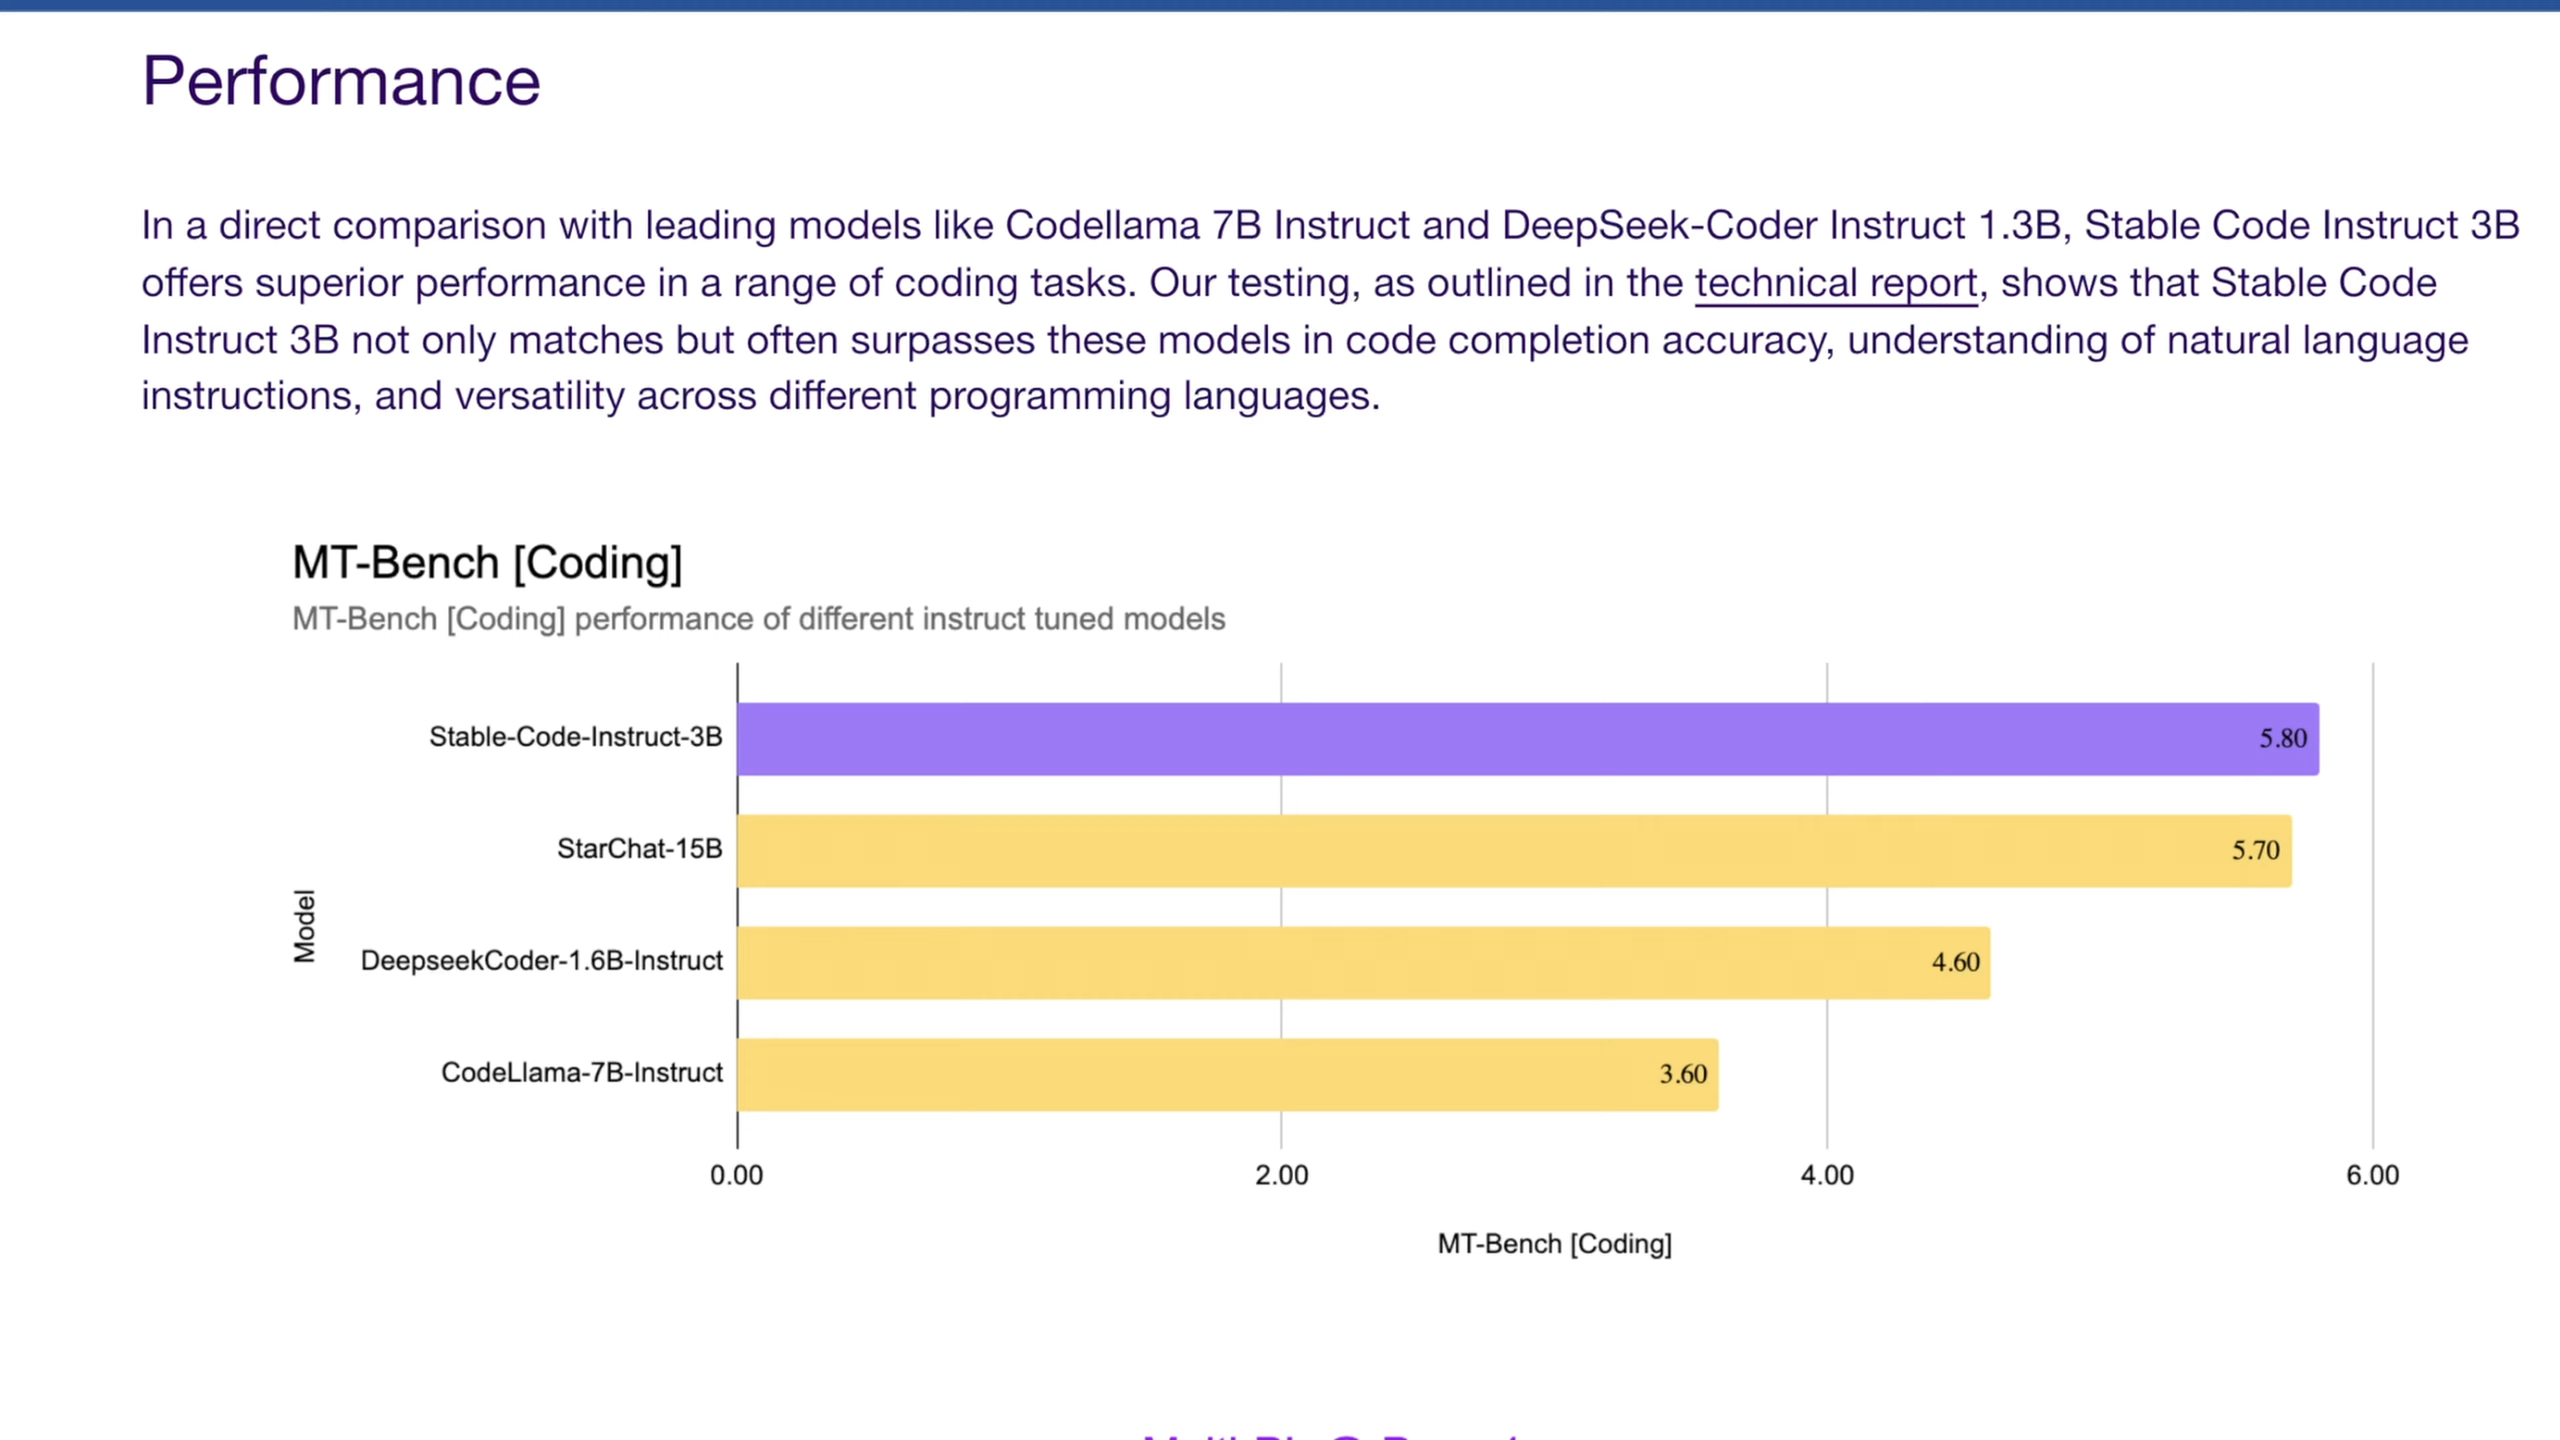 Performance
In a direct comparison with leading models like Codellama 7B Instruct and DeepSeek-Coder Instruct 1.3B, Stable Code Instruct 3B
offers superior performance in a range of coding tasks. Our testing, as outlined in the technical report, shows that Stable Code
Instruct 3B not only matches but often surpasses these models in code completion accuracy, understanding of natural language
instructions, and versatility across different programming languages.
MT-Bench [Coding]
MT-Bench [Coding] performance of different instruct tuned models
Stable-Code-Instruct-3B 5.80
StarChat-15B 5.70
Model
DeepseekCoder-1.6B-Instruct 4.60
CodeLlama-7B-Instruct 3.60
0.00 2.00 4.00 6.00
MT-Bench [Coding]